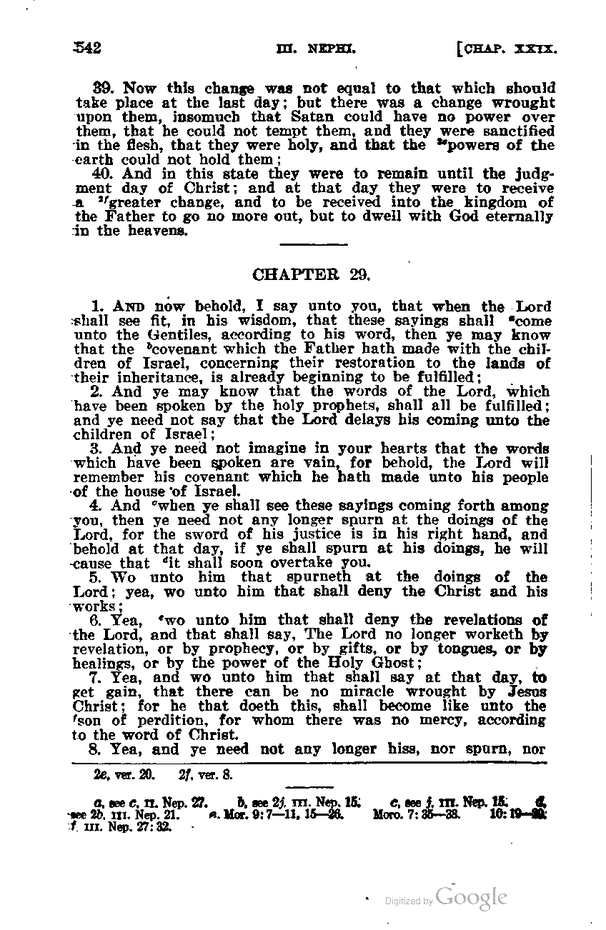 542 III. NEPHI. [CHAP. XXIX.
39. Now this change was not equal to that which should
take place at the last day; but there was a change wrought
upon them, insomuch that Satan could have no power over
them, that he could not tempt them, and they were sanctified
in the flesh, that they were holy, and that the 2epowers of the
earth could not hold them;
40. And in this state they were to remain until the judg-
ment day of Christ; and at that day they were to receive
a 2fgreater change, and to be received into the kingdom of
the Father to go no more out, but to dwell with God eternally
in the heavens.
CHAPTER 29.
1. AND now behold, I say unto you, that when the Lord
shall see fit, in his wisdom, that these sayings shall acome
unto the Gentiles, according to his word, then ye may know
that the bcovenant which the Father hath made with the chil-
dren of Israel, concerning their restoration to the lands of
their inheritance, is already beginning to be fulfilled;
2. And ye may know that the words of the Lord, which
have been spoken by the holy prophets, shall all be fulfilled;
and ye need not say that the Lord delays his coming unto the
children of Israel;
3. And ye need not imagine in your hearts that the words
which have been spoken are vain, for behold, the Lord will
remember his covenant which he hath made unto his people
of the house of Israel.
4. And cwhen ye shall see these sayings coming forth among
you, then ye need not any longer spurn at the doings of the
Lord, for the sword of his justice is in his right hand, and
behold at that day, if ye shall spurn at his doings, he will
cause that dit shall soon overtake you.
5. Wo unto him that spurneth at the doings of the
Lord; yea, wo unto him that shall deny the Christ and his
works;
6. Yea, ewo unto him that shall deny the revelations of
the Lord, and that shall say, The Lord no longer worketh by
revelation, or by prophecy, or by gifts, or by tongues, or by
healings, or by the power of the Holy Ghost;
7. Yea, and wo unto him that shall say at that day, to
get gain, that there can be no miracle wrought by Jesus
Christ; for he that doeth this, shall become like unto the
fson of perdition, for whom there was no mercy, according
to the word of Christ.
8. Yea, and ye need not any longer hiss, nor spurn, nor
2e, ver. 20. 2f, ver. 8.
a, see c, II. Nep. 27. b, see 2j, III. Nep. 15. c, see j, III. Nep. 15. d,
see 2b, III. Nep. 21. e. Mor. 9:7—11, 15—26. Moro. 7:35—38. 10:19—
f, III. Nep. 27:32.
Digitized by Google